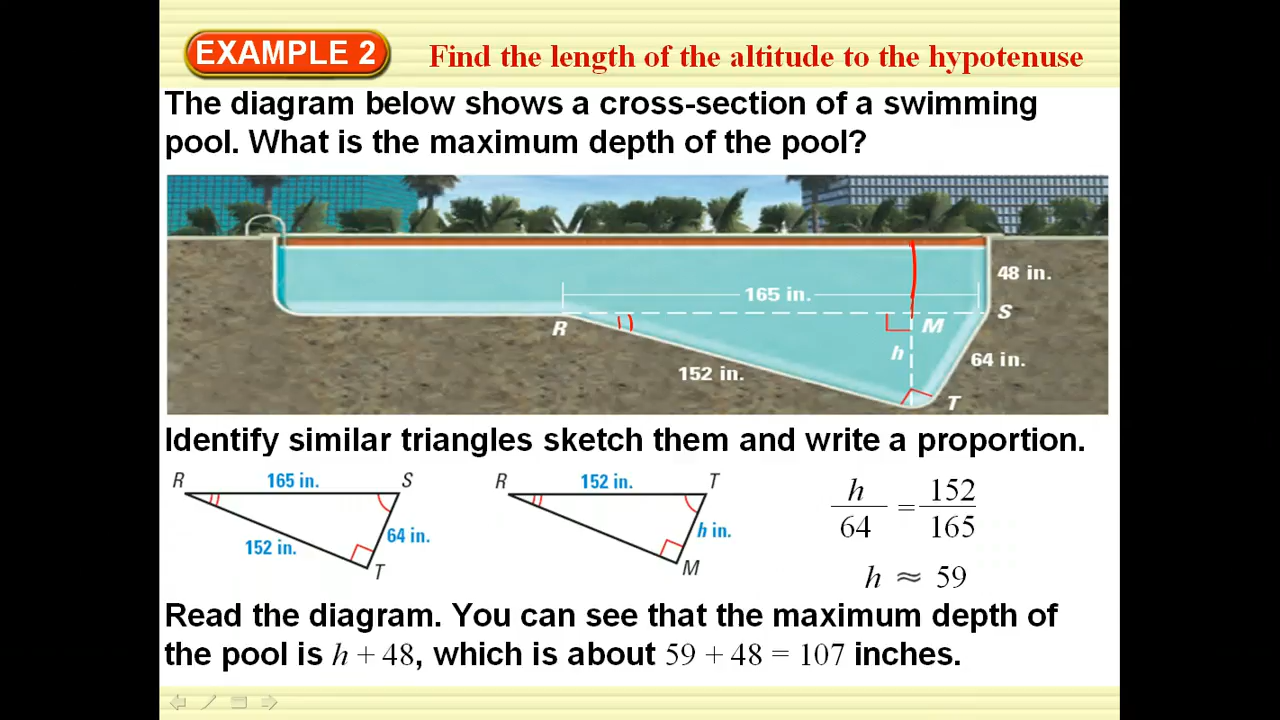 EXAMPLE 2
Find the length of the altitude to the hypotenuse
The diagram below shows a cross-section of a swimming
pool. What is the maximum depth of the pool?
48 in.
165 in.
R
M
S
h
152 in.
64 in.
T
Identify similar triangles sketch them and write a proportion.
R 165 in. S
64 in.
152 in.
T
R 152 in. T
h in.
M
h/64 = 152/165
h ≈ 59
Read the diagram. You can see that the maximum depth of
the pool is h + 48, which is about 59 + 48 = 107 inches.